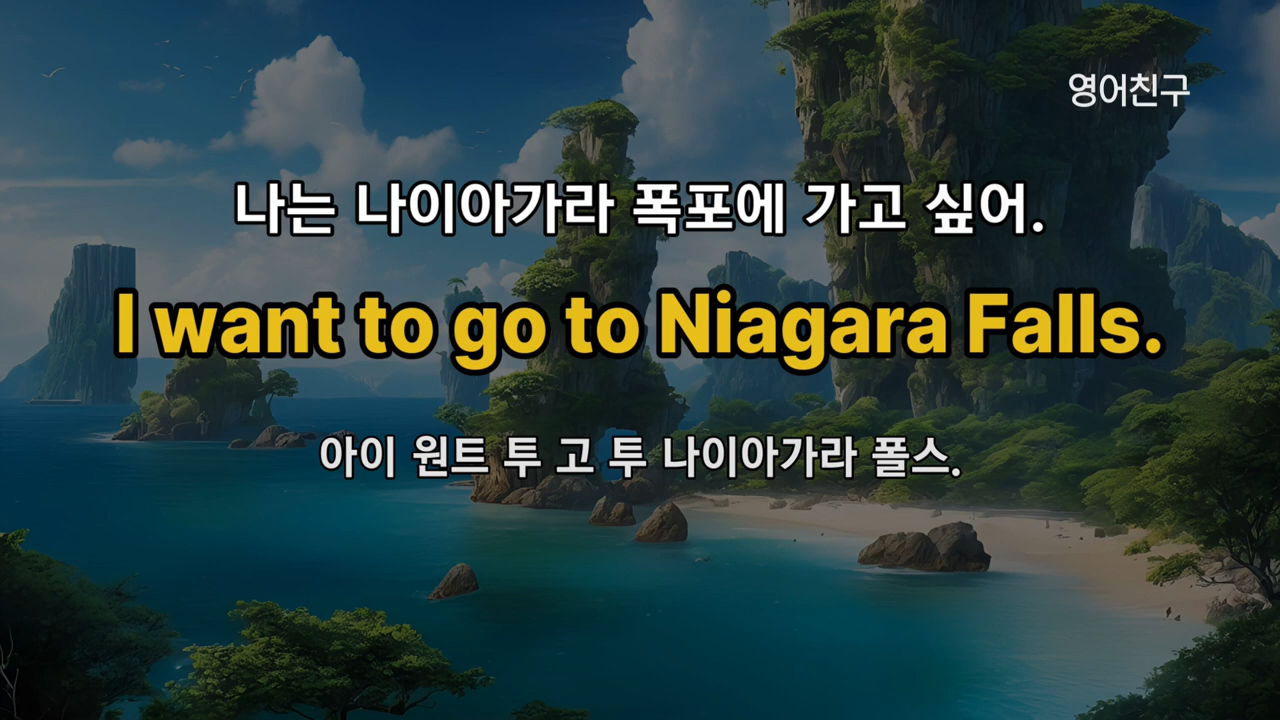 영어친구
나는 나이아가라 폭포에 가고 싶어.
I want to go to Niagara Falls.
아이 원트 투 고 투 나이아가라 폴스.